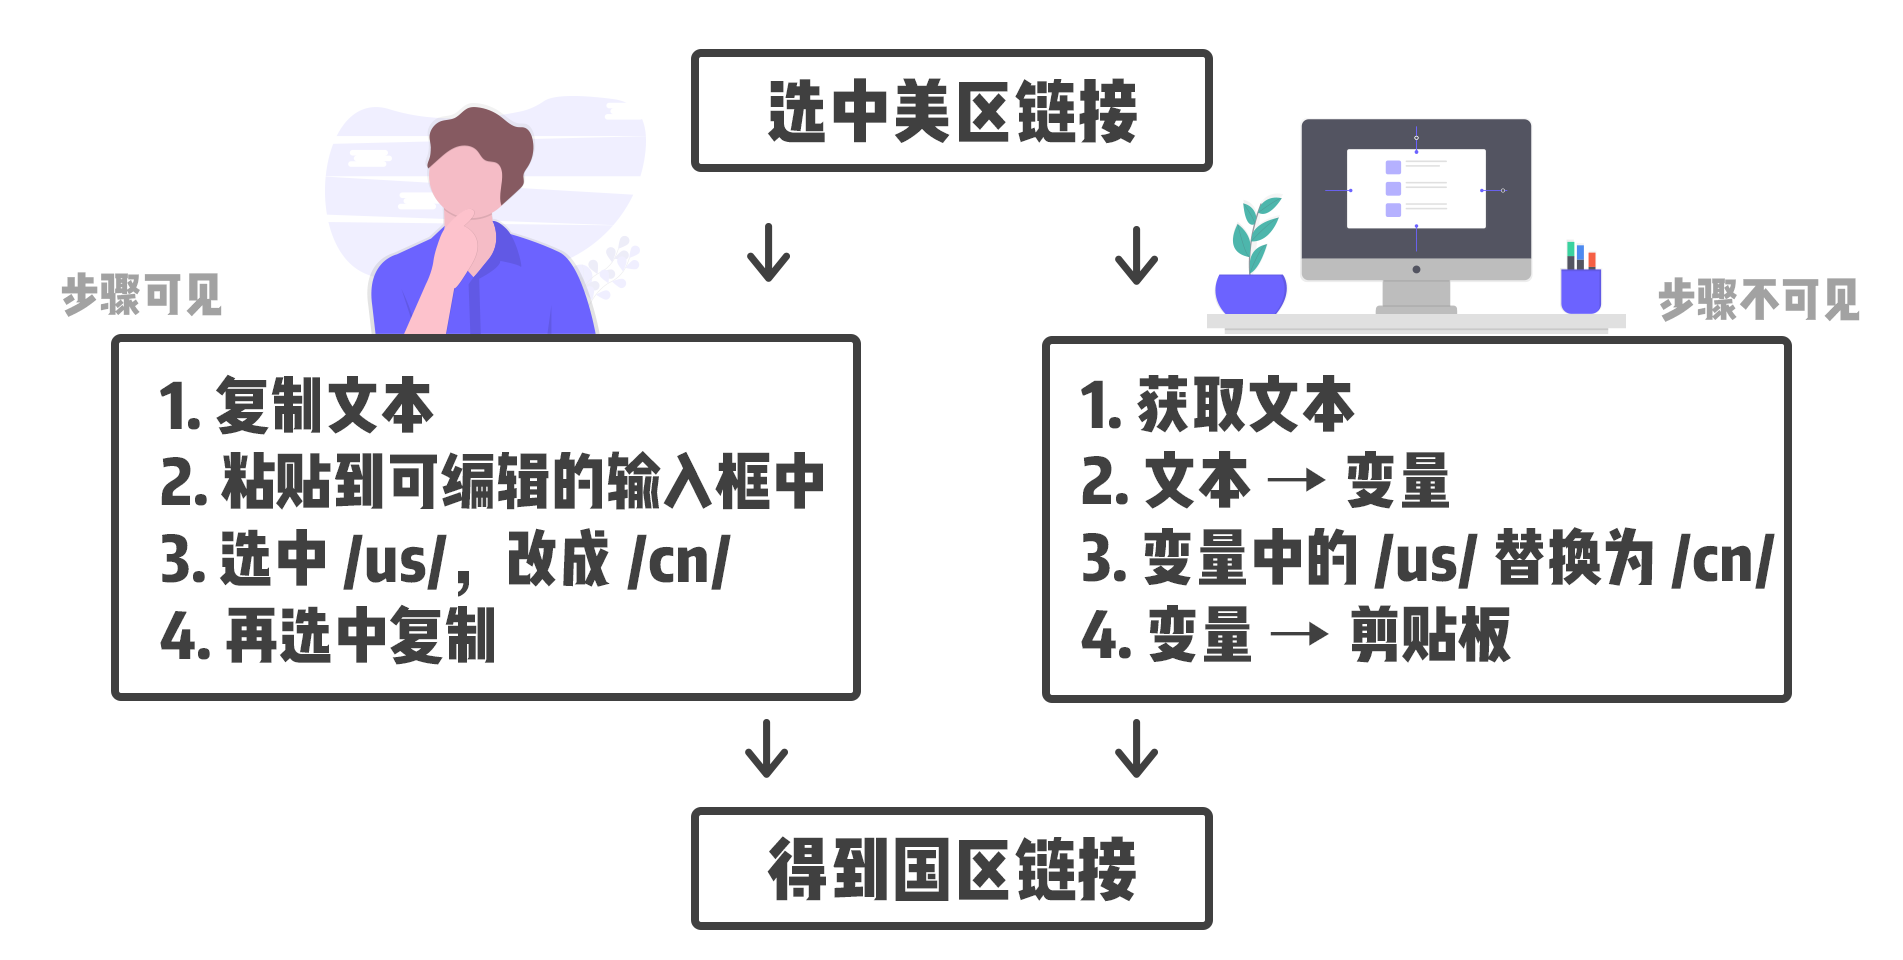 选中美区链接
步骤可见
1. 复制文本
2. 粘贴到可编辑的输入框中
3. 选中 /us/，改成 /cn/
4. 再选中复制
步骤不可见
1. 获取文本
2. 文本 → 变量
3. 变量中的 /us/ 替换为 /cn/
4. 变量 → 剪贴板
得到国区链接